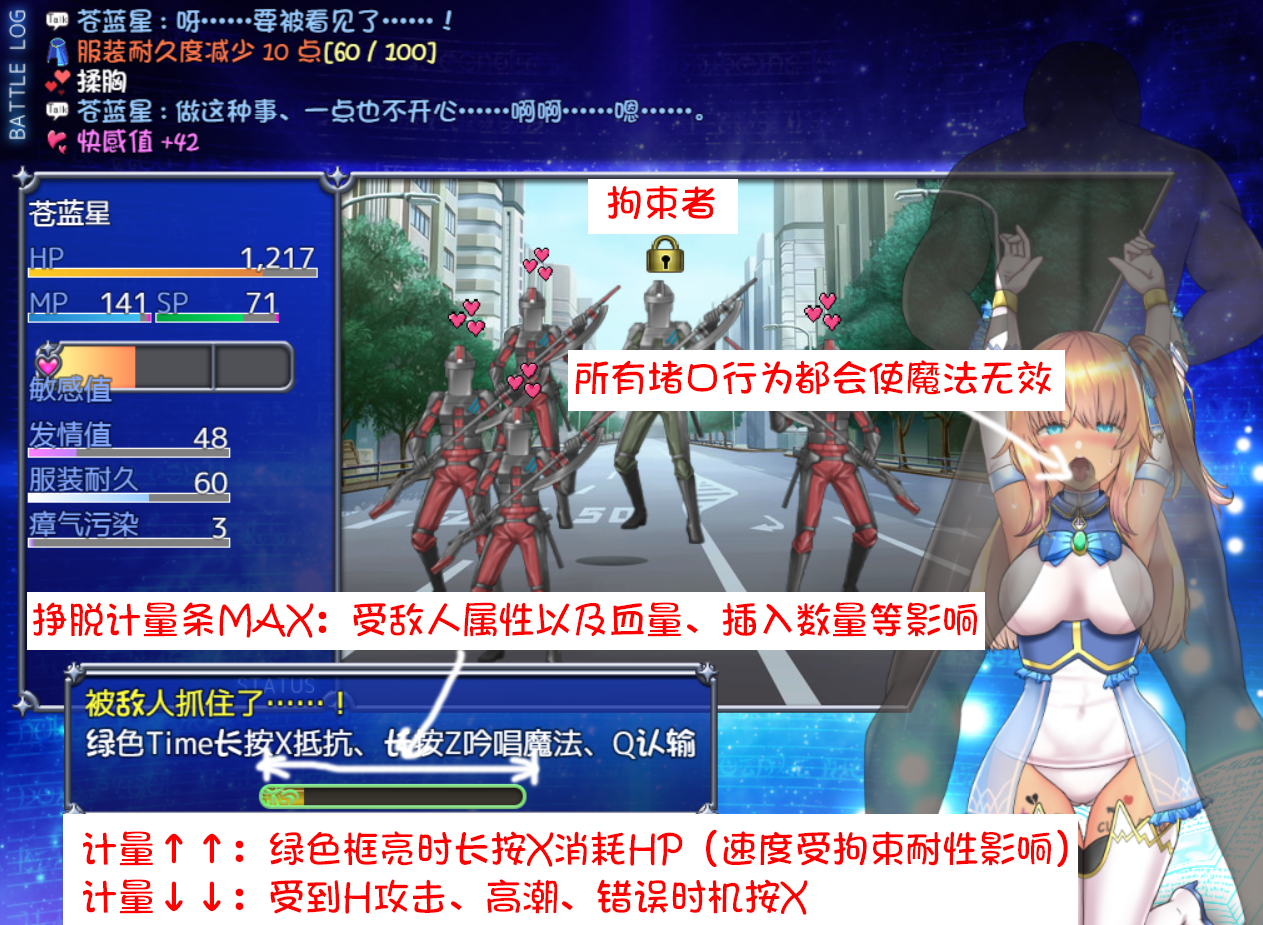 BATTLE LOG
Talk 苍蓝星：呀······要被看见了······！
服装耐久度减少 10 点[60 / 100]
揉胸
Talk 苍蓝星：做这种事、一点也不开心······啊啊······嗯······。
快感值 +42
苍蓝星
HP 1,217
MP 141 SP 71
敏感值
发情值 48
服装耐久 60
瘴气污染 3
拘束者
所有堵口行为都会使魔法无效
50
挣脱计量条MAX：受敌人属性以及血量、插入数量等影响
STATUS
被敌人抓住了······！
绿色Time长按X抵抗、长按Z吟唱魔法、Q认输
计量↑↑：绿色框亮时长按X消耗HP（速度受拘束耐性影响）
计量↓↓：受到H攻击、高潮、错误时机按X